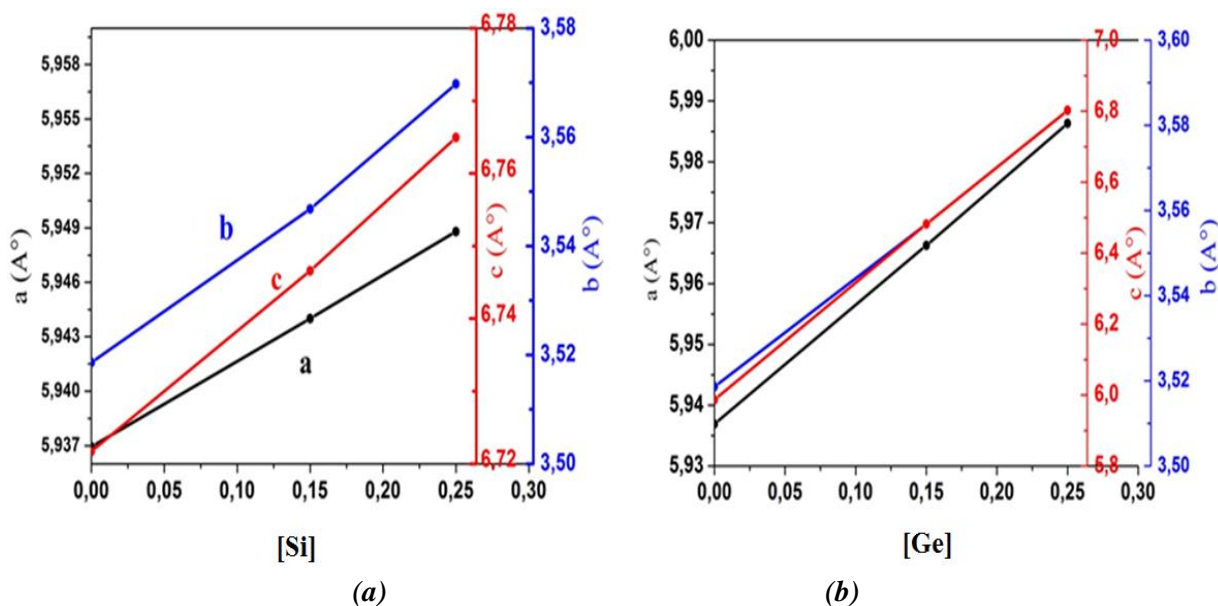 5,958
5,955
5,952
5,949
5,946
5,943
5,940
5,937
a (A°)
6,78
6,76
6,74
6,72
c (A°)
3,58
3,56
3,54
3,52
3,50
b (A°)
b
c
a
0,00 0,05 0,10 0,15 0,20 0,25 0,30
[Si]
(a)
6,00
5,99
5,98
5,97
5,96
5,95
5,94
5,93
a (A°)
7,0
6,8
6,6
6,4
6,2
6,0
5,8
c (A°)
3,60
3,58
3,56
3,54
3,52
3,50
b (A°)
0,00 0,05 0,10 0,15 0,20 0,25 0,30
[Ge]
(b)